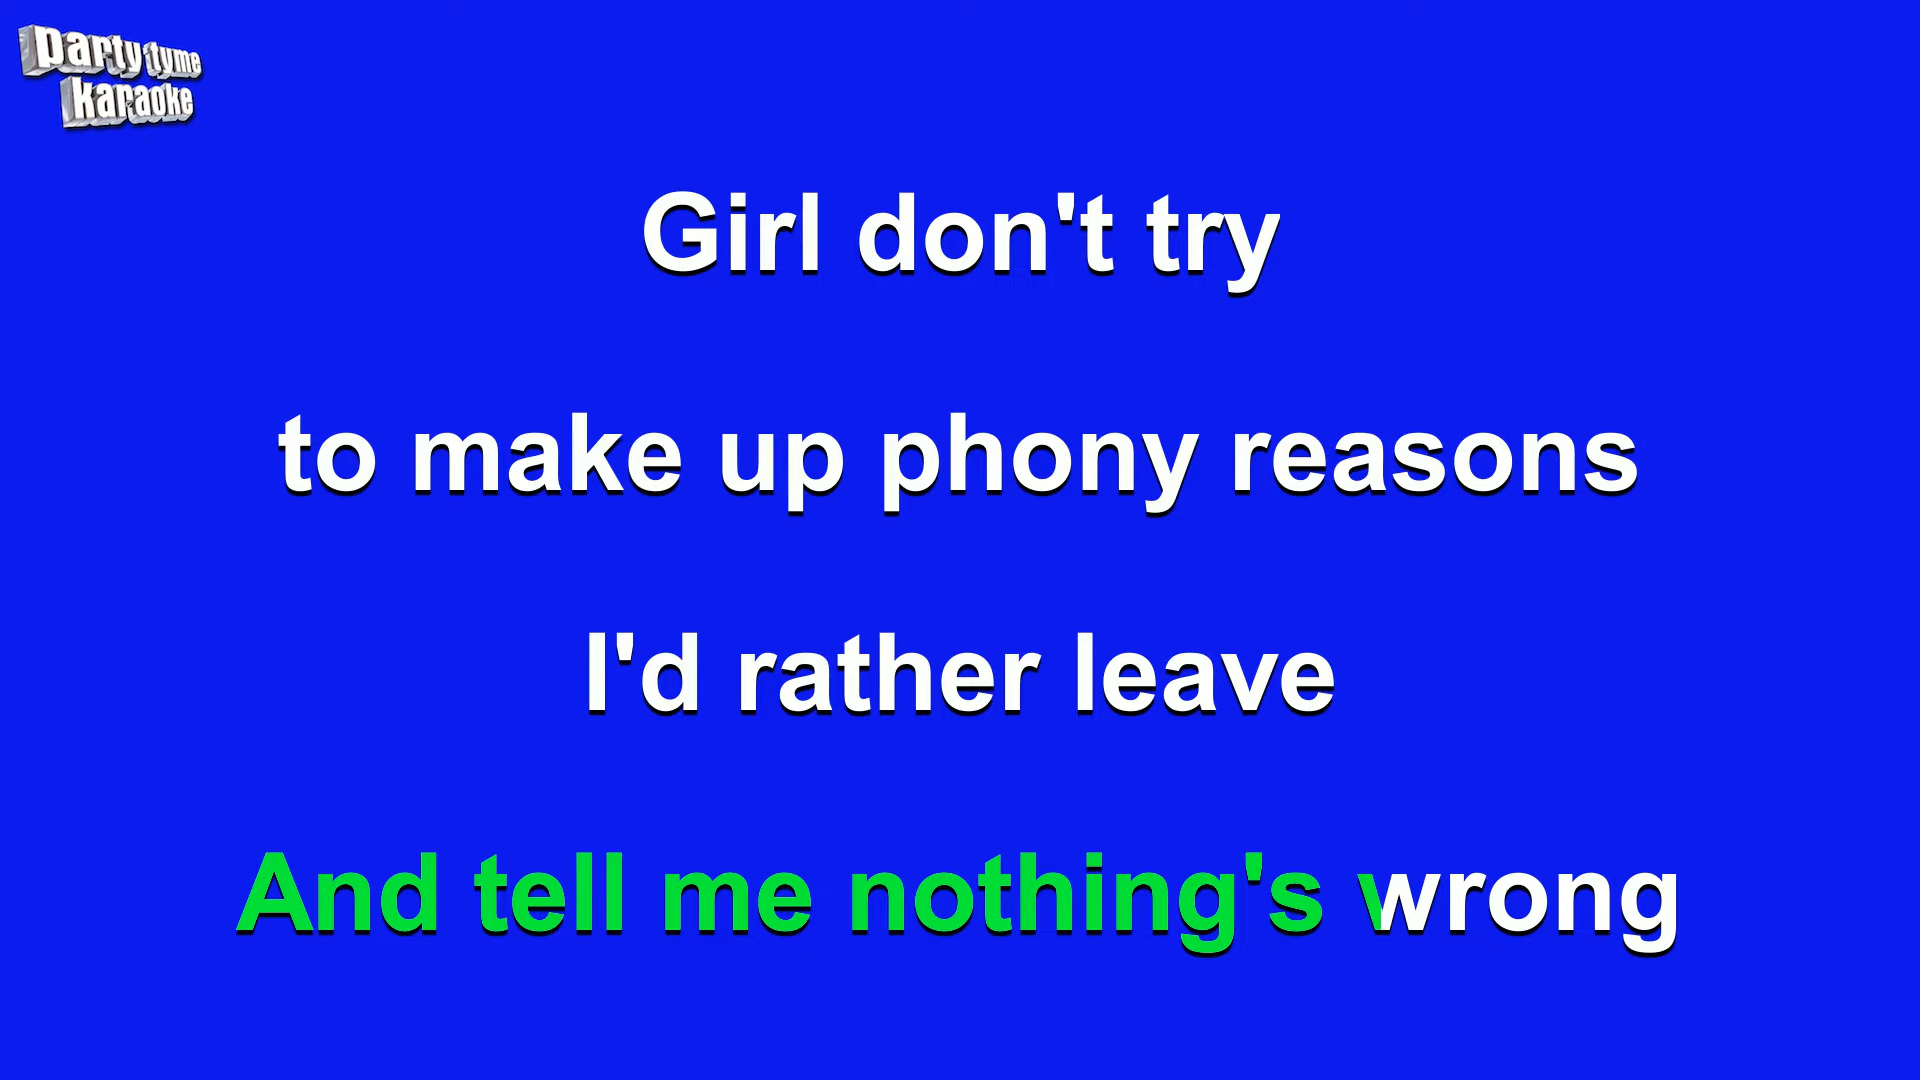 party tyme
karaoke
Girl don't try
to make up phony reasons
I'd rather leave
And tell me nothing's wrong